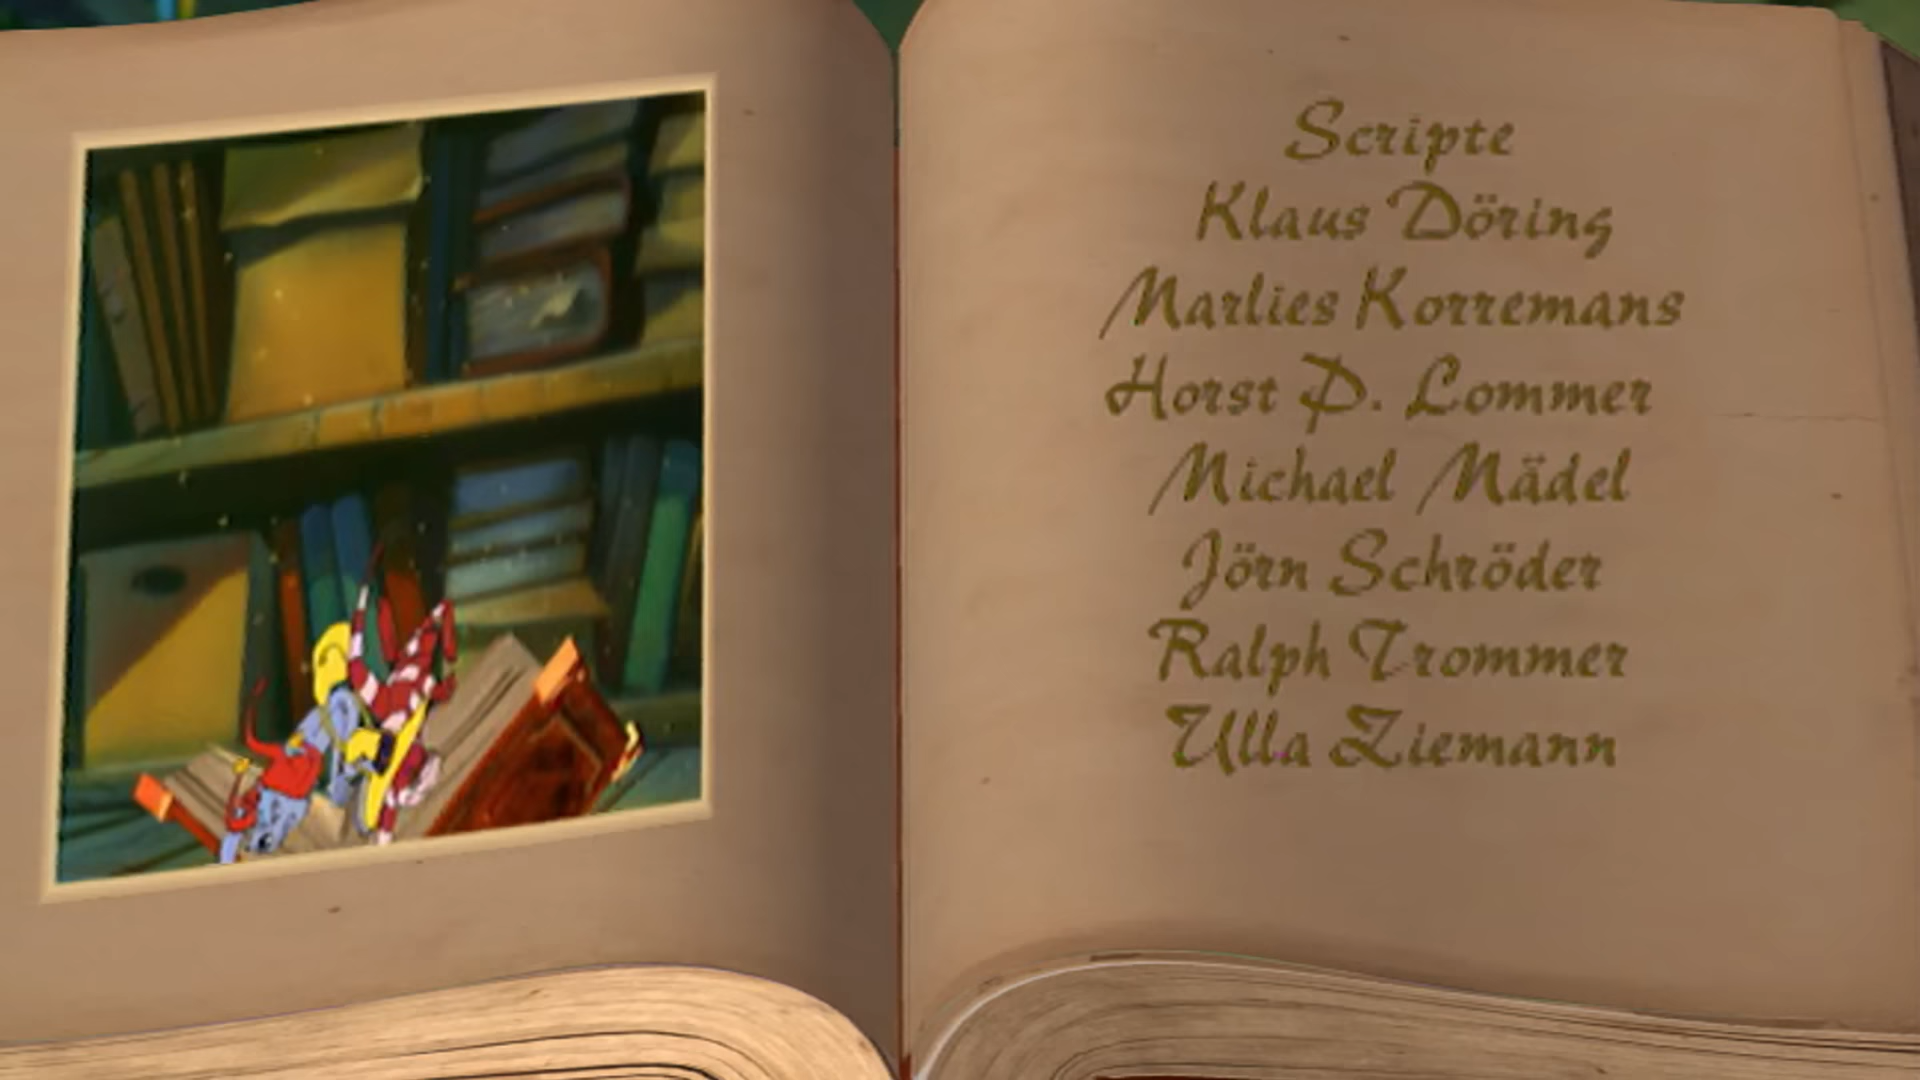 Scripte
Klaus Döring
Marlies Korremans
Horst P. Lommer
Michael Mädel
Jörn Schröder
Ralph Trommer
Ulla Ziemann